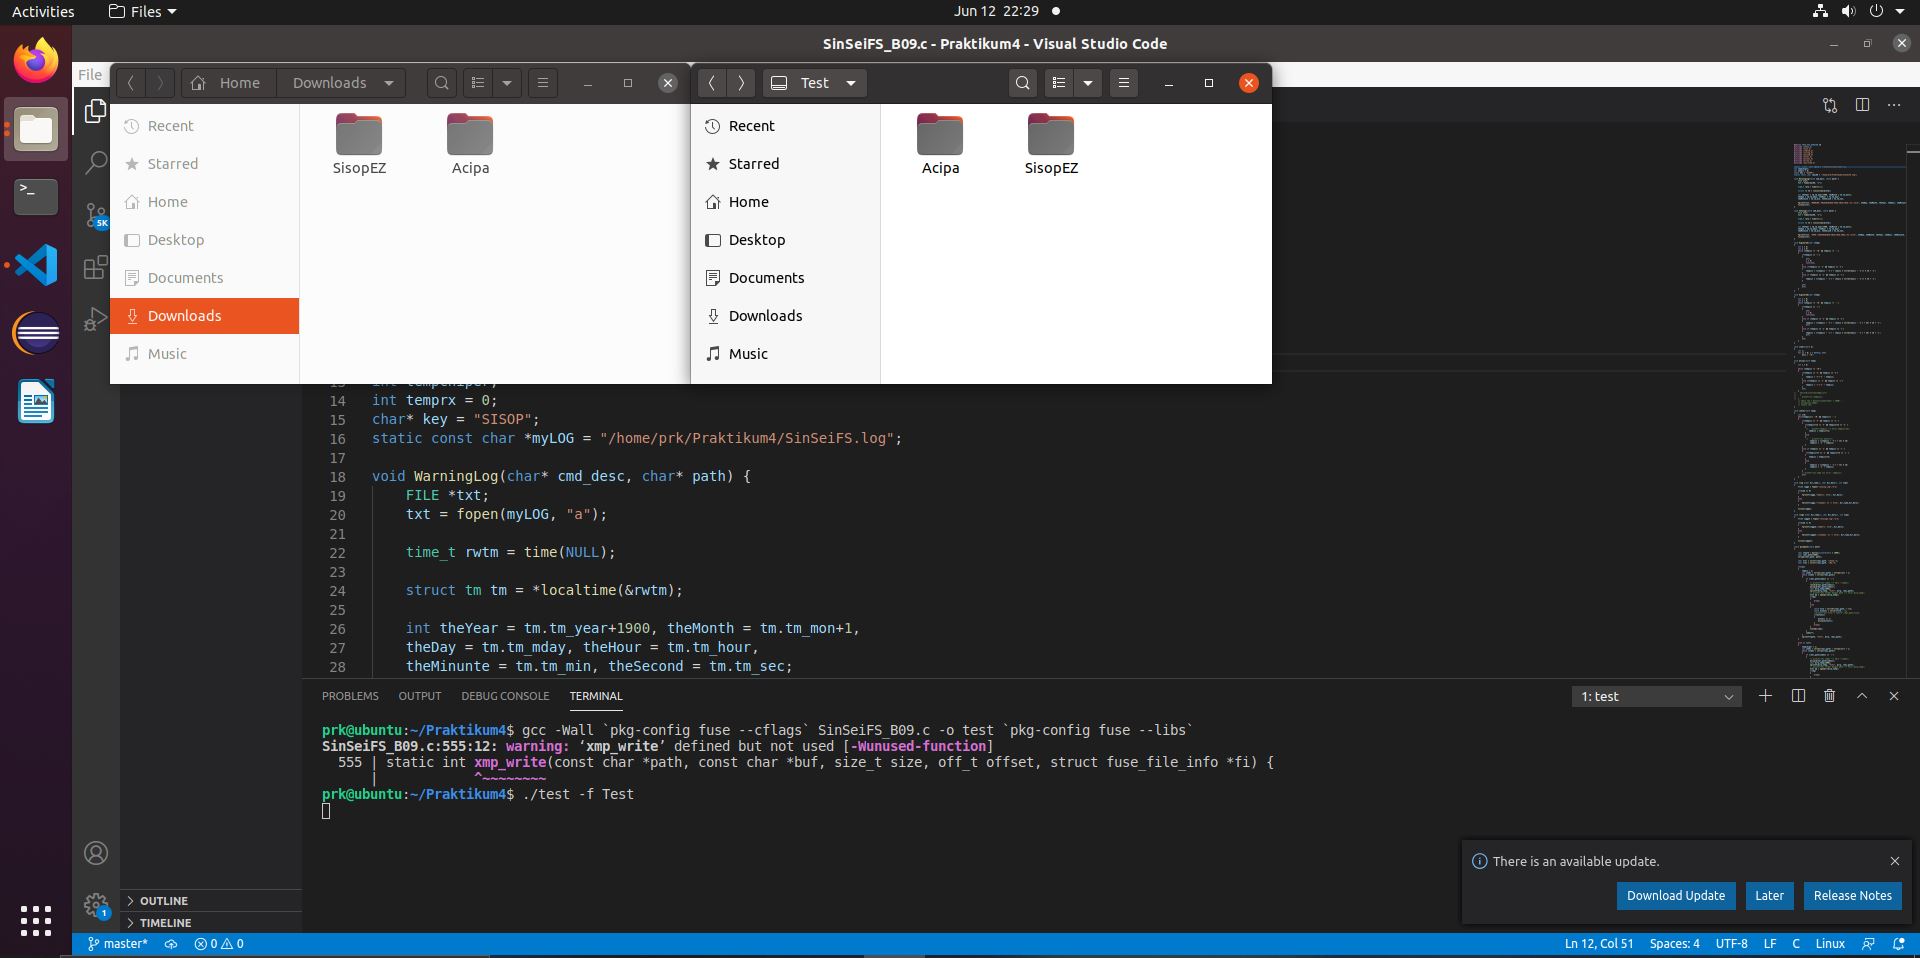 Activities
Files
Jun 12 22:29
SinSeiFS_B09.c - Praktikum4 - Visual Studio Code
File
Home Downloads
Recent
Starred
Home
Desktop
Documents
Downloads
Music
SisopEZ Acipa
Test
Recent
Starred
Home
Desktop
Documents
Downloads
Music
Acipa SisopEZ
5K
14 int temprx = 0;
15 char* key = "SISOP";
16 static const char *myLOG = "/home/prk/Praktikum4/SinSeiFS.log";
17
18 void WarningLog(char* cmd_desc, char* path) {
19 FILE *txt;
20 txt = fopen(myLOG, "a");
21
22 time_t rwtm = time(NULL);
23
24 struct tm tm = *localtime(&rwtm);
25
26 int theYear = tm.tm_year+1900, theMonth = tm.tm_mon+1,
27 theDay = tm.tm_mday, theHour = tm.tm_hour,
28 theMinunte = tm.tm_min, theSecond = tm.tm_sec;
PROBLEMS OUTPUT DEBUG CONSOLE TERMINAL
1: test
prk@ubuntu:~/Praktikum4$ gcc -Wall `pkg-config fuse --cflags` SinSeiFS_B09.c -o test `pkg-config fuse --libs`
SinSeiFS_B09.c:555:12: warning: ‘xmp_write’ defined but not used [-Wunused-function]
555 | static int xmp_write(const char *path, const char *buf, size_t size, off_t offset, struct fuse_file_info *fi) {
| ^~~~~~~~~
prk@ubuntu:~/Praktikum4$ ./test -f Test
There is an available update.
Download Update Later Release Notes
1
OUTLINE
TIMELINE
master* 0 0
Ln 12, Col 51 Spaces: 4 UTF-8 LF C Linux